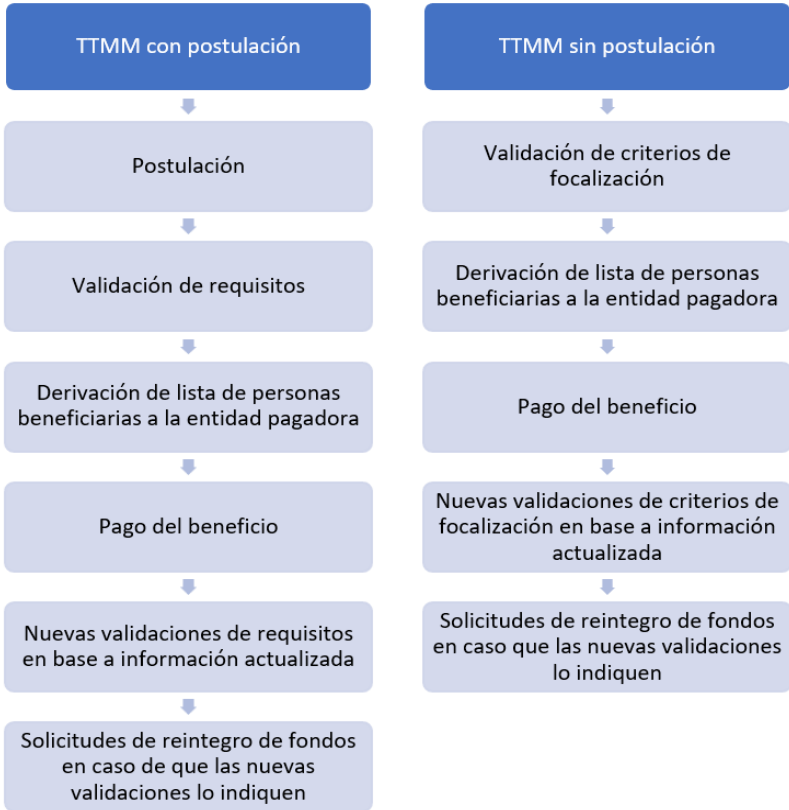 TTMM con postulación
Postulación
Validación de requisitos
Derivación de lista de personas
beneficiarias a la entidad pagadora
Pago del beneficio
Nuevas validaciones de requisitos
en base a información actualizada
Solicitudes de reintegro de fondos
en caso de que las nuevas
validaciones lo indiquen
TTMM sin postulación
Validación de criterios de
focalización
Derivación de lista de personas
beneficiarias a la entidad pagadora
Pago del beneficio
Nuevas validaciones de criterios de
focalización en base a información
actualizada
Solicitudes de reintegro de fondos
en caso que las nuevas validaciones
lo indiquen